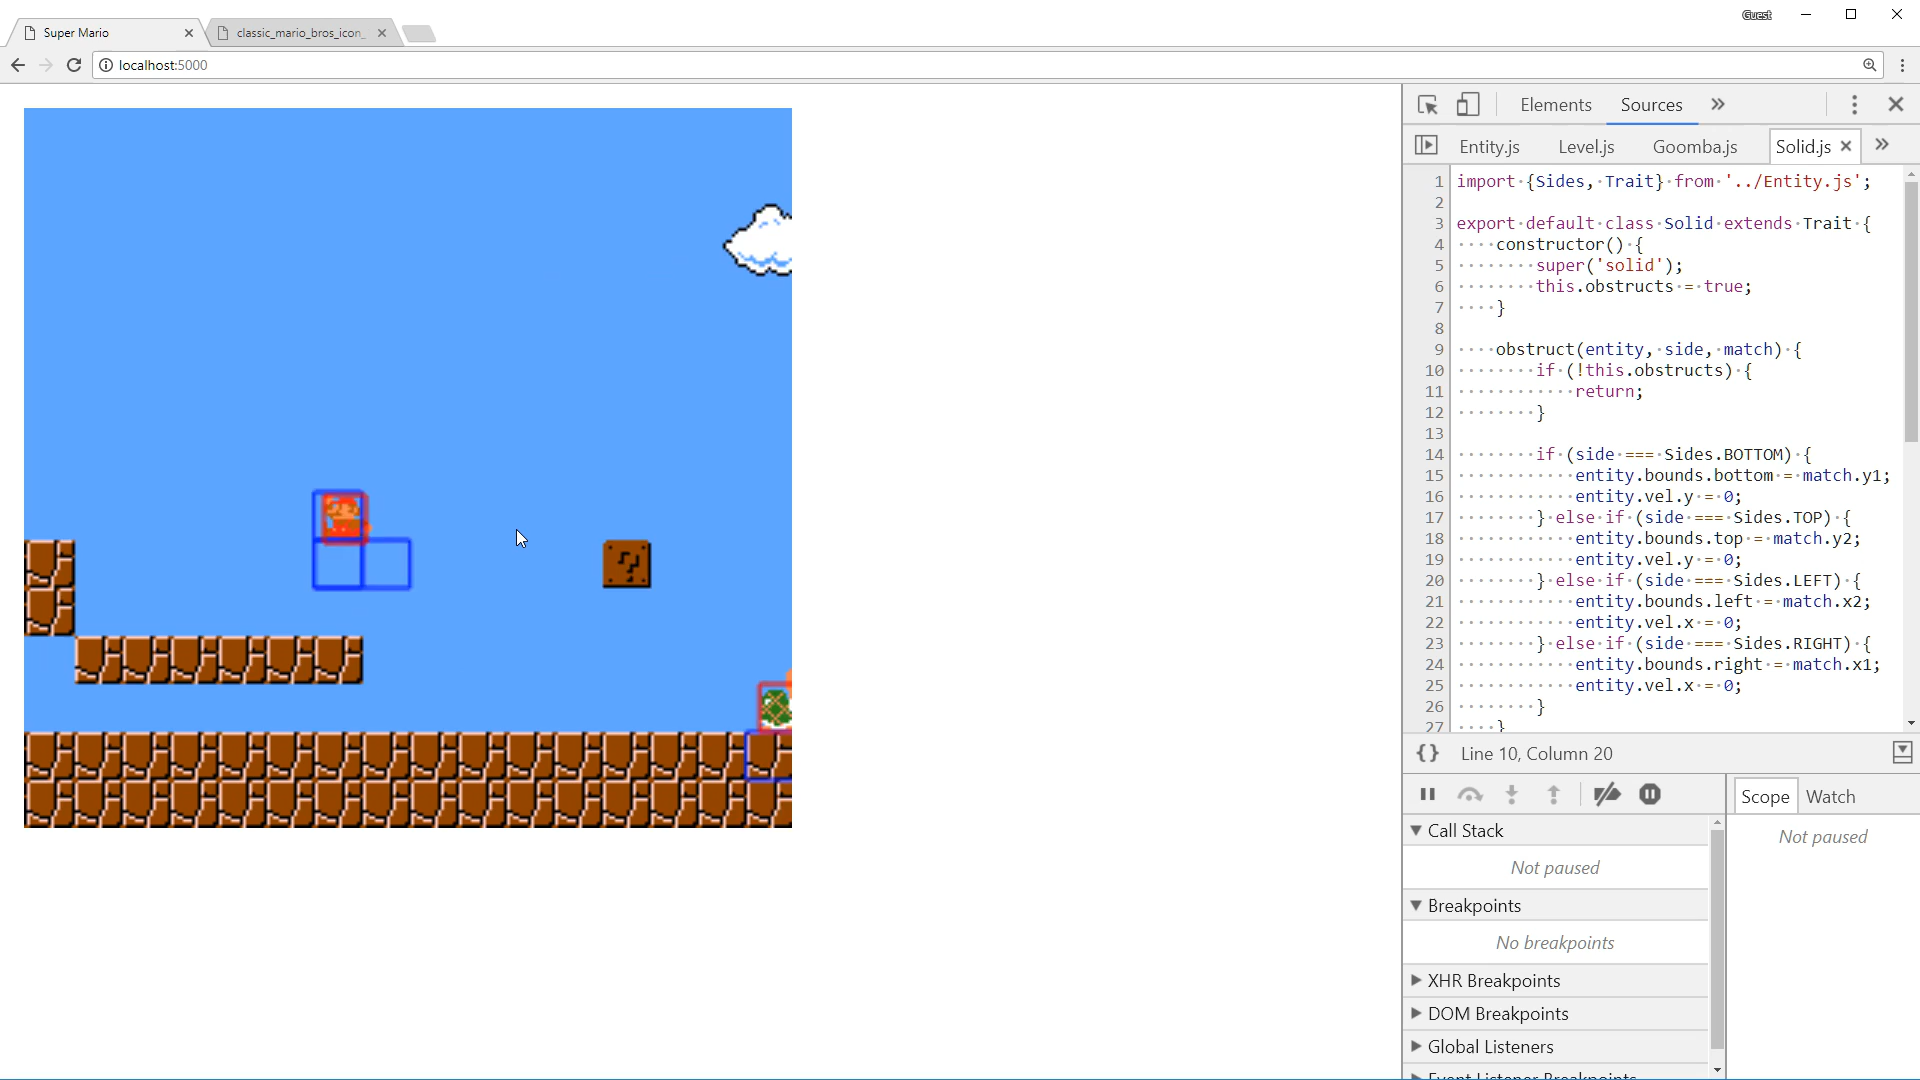 Super Mario
classic_mario_bros_icon_
Guest
localhost:5000
Elements
Sources
Entity.js
Level.js
Goomba.js
Solid.js
1 import {Sides, Trait} from '../Entity.js';
2
3 export default class Solid extends Trait {
4 constructor() {
5 super('solid');
6 this.obstructs = true;
7 }
8
9 obstruct(entity, side, match) {
10 if (!this.obstructs) {
11 return;
12 }
13
14 if (side === Sides.BOTTOM) {
15 entity.bounds.bottom = match.y1;
16 entity.vel.y = 0;
17 } else if (side === Sides.TOP) {
18 entity.bounds.top = match.y2;
19 entity.vel.y = 0;
20 } else if (side === Sides.LEFT) {
21 entity.bounds.left = match.x2;
22 entity.vel.x = 0;
23 } else if (side === Sides.RIGHT) {
24 entity.bounds.right = match.x1;
25 entity.vel.x = 0;
26 }
27 }
{} Line 10, Column 20
Scope
Watch
Call Stack
Not paused
Not paused
Breakpoints
No breakpoints
XHR Breakpoints
DOM Breakpoints
Global Listeners
Event Listener Breakpoints
?